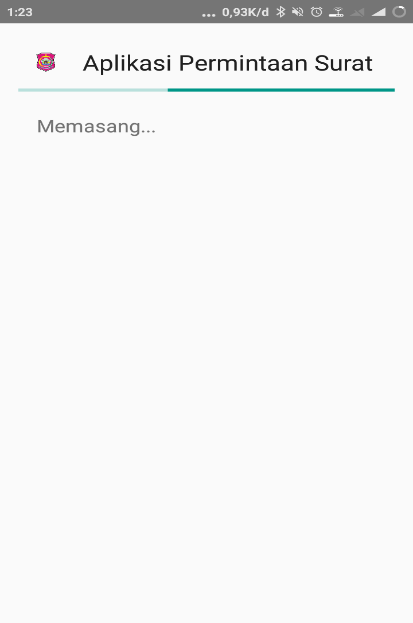 1:23 ... 0,93K/d
Aplikasi Permintaan Surat
Memasang...